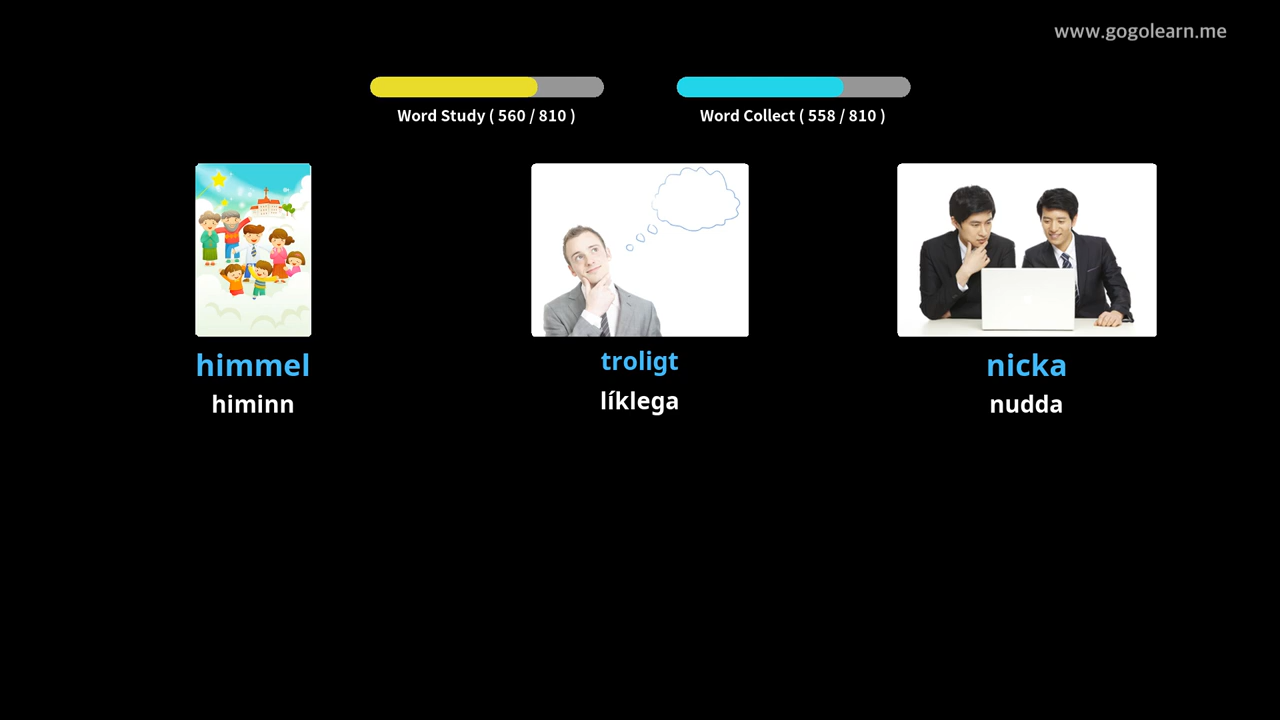 www.gogolearn.me
Word Study ( 560 / 810 )
Word Collect ( 558 / 810 )
himmel
himinn
troligt
líklega
nicka
nudda